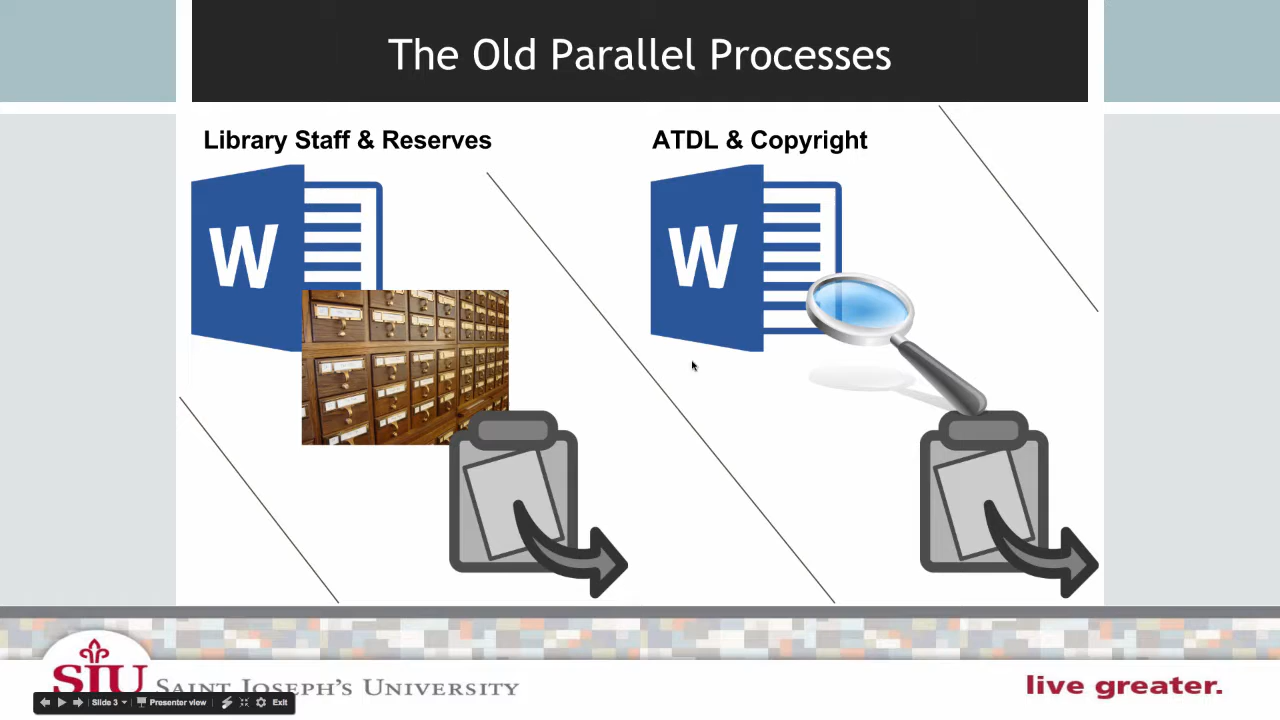 The Old Parallel Processes
Library Staff & Reserves
ATDL & Copyright
W
W
SJU
SAINT JOSEPH'S UNIVERSITY
live greater.
Slide 3
Presenter view
Exit